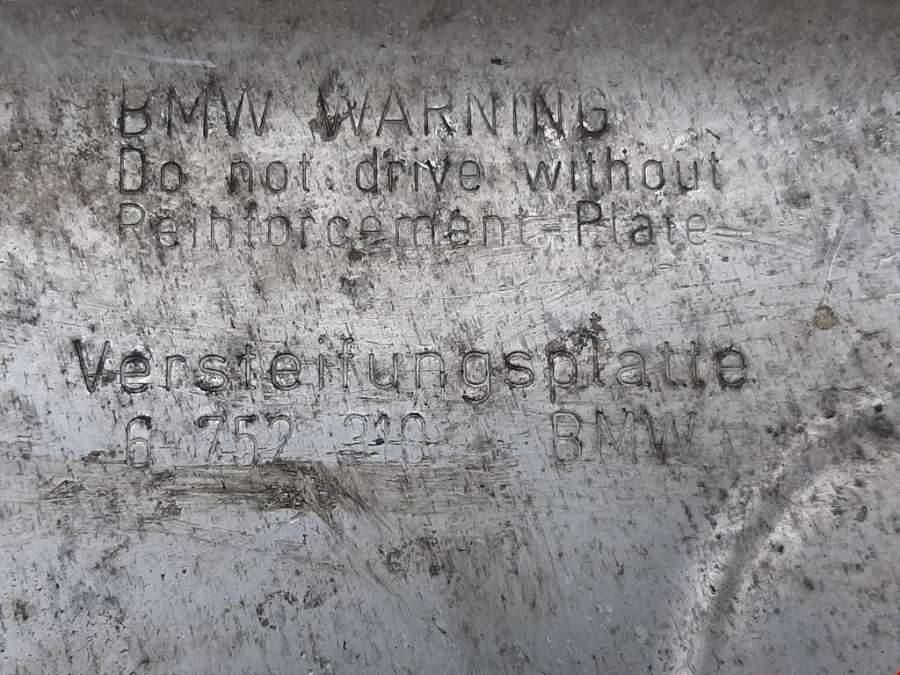 BMW WARNING
Do not drive without
Reinforcement-Plate
Versteifungsplatte
6 752 210 BMW